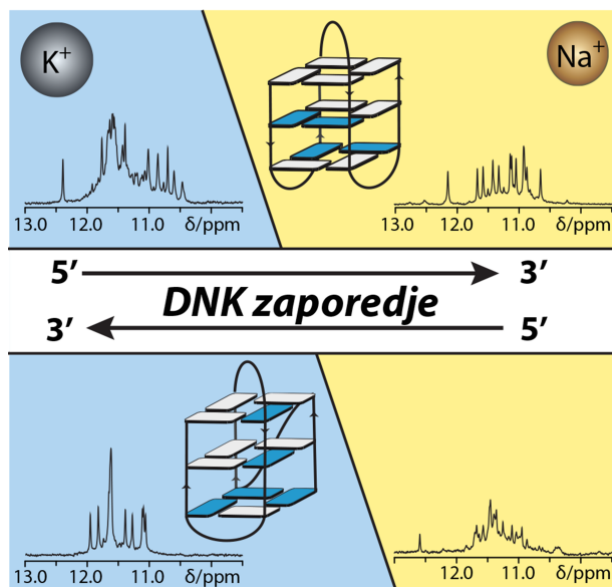 K+ Na+
13.0 12.0 11.0 δ/ppm 13.0 12.0 11.0 δ/ppm
5′ 3′
DNK zaporedje
3′ 5′
13.0 12.0 11.0 δ/ppm 12.0 11.0 δ/ppm